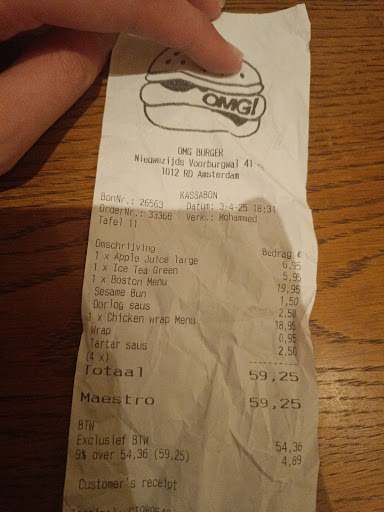 OMG!
OMG BURGER
Nieuwezijds Voorburgwal 41
1012 RD Amsterdam
KASSABON
BonNr.: 26563 Datum: 3-4-25 18:31
OrderNr.: 33368 Verk.: Mohammed
Tafel 11
Omschrijving Bedrag €
1 x Apple Juice large 6,95
1 x Ice Tea Green 5,95
1 x Boston Menu 19,95
Sesame Bun 1,50
Oorlog saus 2,50
1 x Chicken wrap Menu 18,95
Wrap 0,95
Tartar saus 2,50
(4 x)
Totaal 59,25
Maestro 59,25
BTW
Exclusief BTW 54,36
9% over 54,36 (59,25) 4,89
Customer's receipt